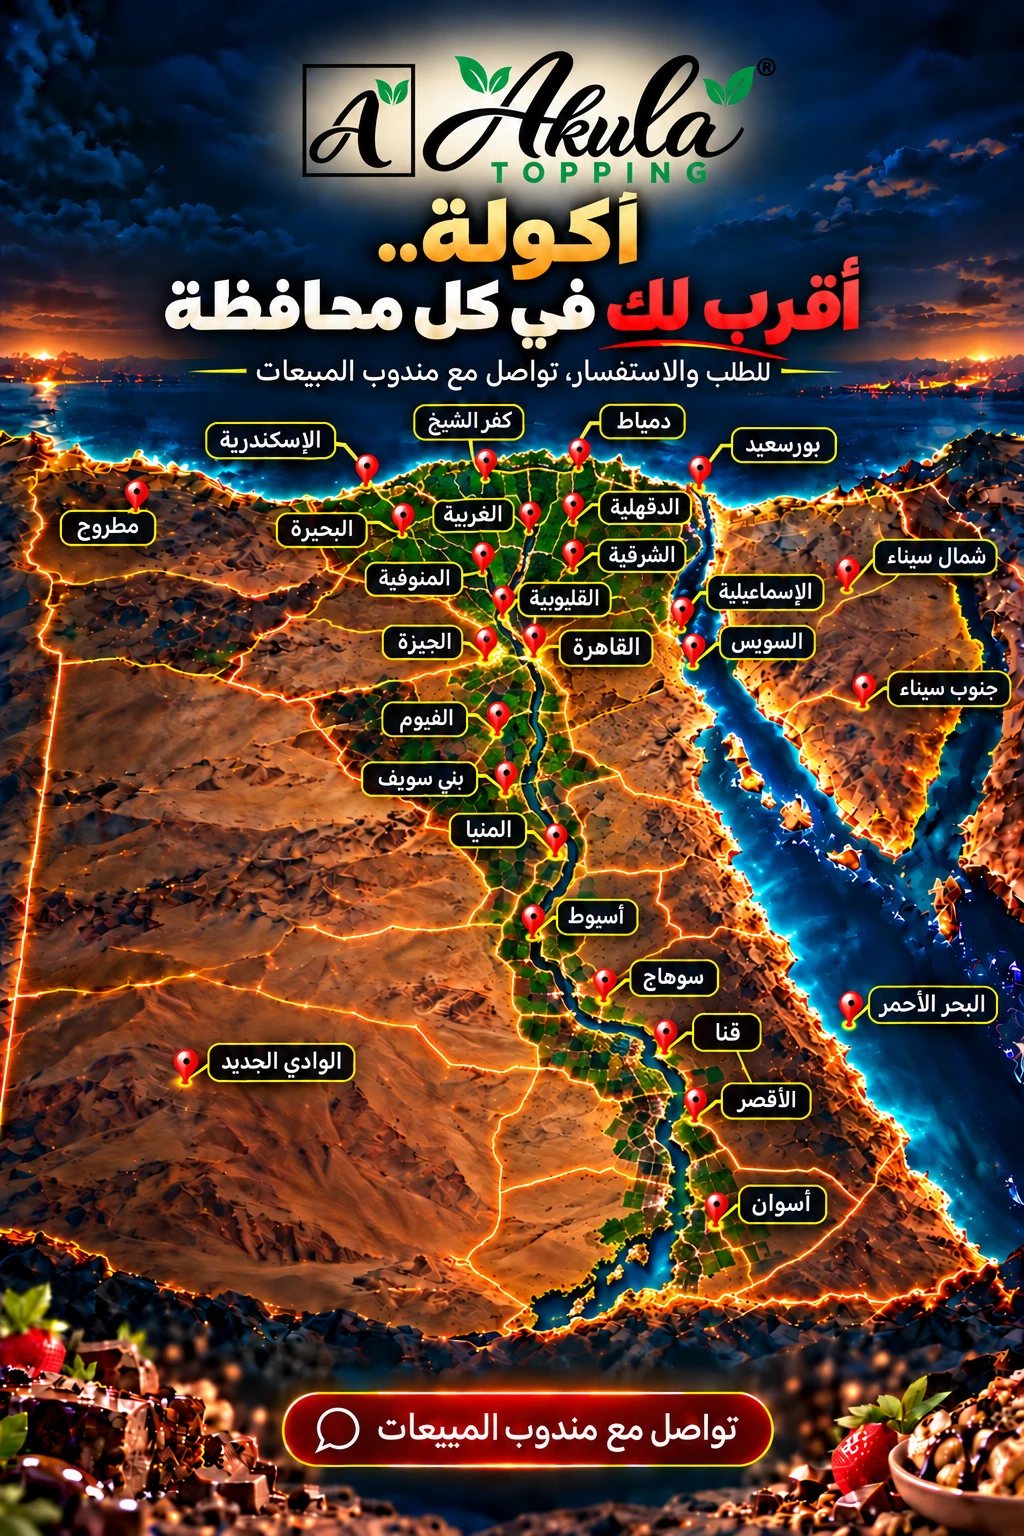 A
Akula®
TOPPING
أكولة..
أقرب لك في كل محافظة
للطلب والاستفسار، تواصل مع مندوب المبيعات
دمياط
كفر الشيخ
بورسعيد
الإسكندرية
مطروح
الدقهلية
الغربية
البحيرة
شمال سيناء
الشرقية
المنوفية
الإسماعيلية
القليوبية
السويس
القاهرة
الجيزة
جنوب سيناء
الفيوم
بني سويف
المنيا
أسيوط
سوهاج
البحر الأحمر
قنا
الوادي الجديد
الأقصر
أسوان
تواصل مع مندوب المبيعات